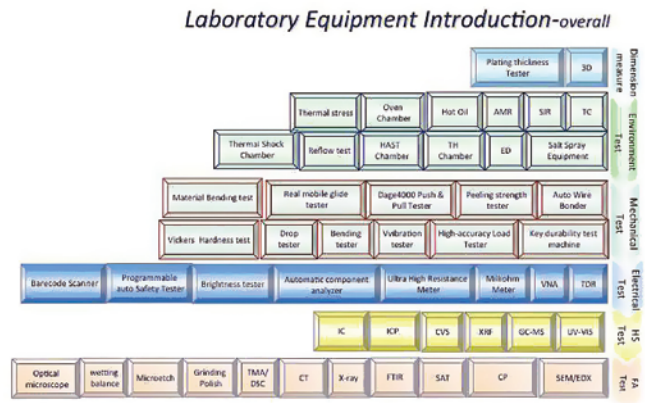 Laboratory Equipment Introduction-overall
Plating thickness
Tester
3D
Dimension
measure
Thermal stress
Oven
Chamber
Hot Oil
AMR
SIR
TC
Thermal Shock
Chamber
Reflow test
HAST
Chamber
TH
Chamber
ED
Salt Spray
Equipment
Environment
Test
Material Bending test
Real mobile glide
tester
Dage4000 Push &
Pull Tester
Peeling strength
tester
Auto Wire
Bonder
Vickers Hardness test
Drop
tester
Bending
tester
Vvibration
tester
High-accuracy Load
Tester
Key durability test
machine
Mechanical
Test
Barecode Scanner
Programmable
auto Safety Tester
Brightness tester
Automatic component
analyzer
Ultra High Resistance
Meter
Milliohm
Meter
VNA
TDR
Electrical
Test
IC
ICP
CVS
XRF
GC-MS
UV-VIS
HS
Test
Optical
microscope
wetting
balance
Microetch
Grinding
Polish
TMA/
DSC
CT
X-ray
FTIR
SAT
CP
SEM/EDX
FA
Test